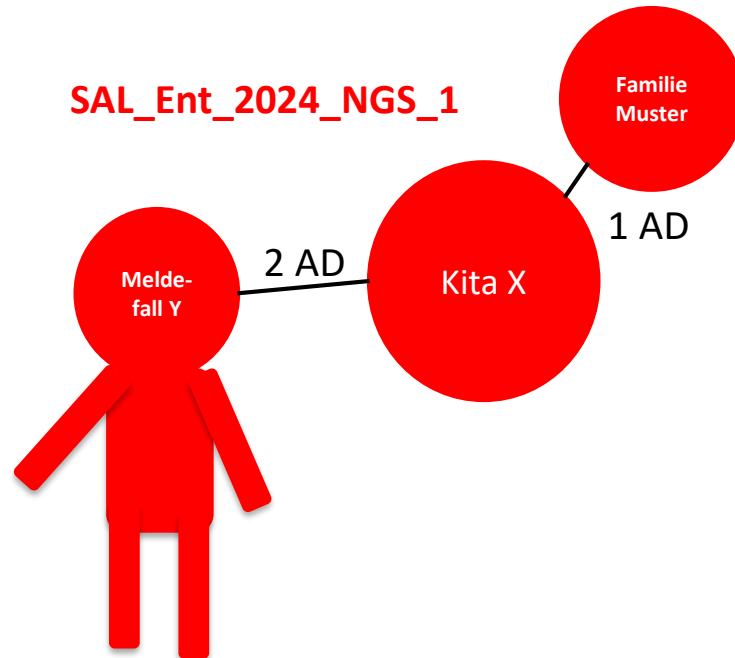 Familie
Muster
SAL_Ent_2024_NGS_1
1 AD
2 AD
Melde-
fall Y
Kita X